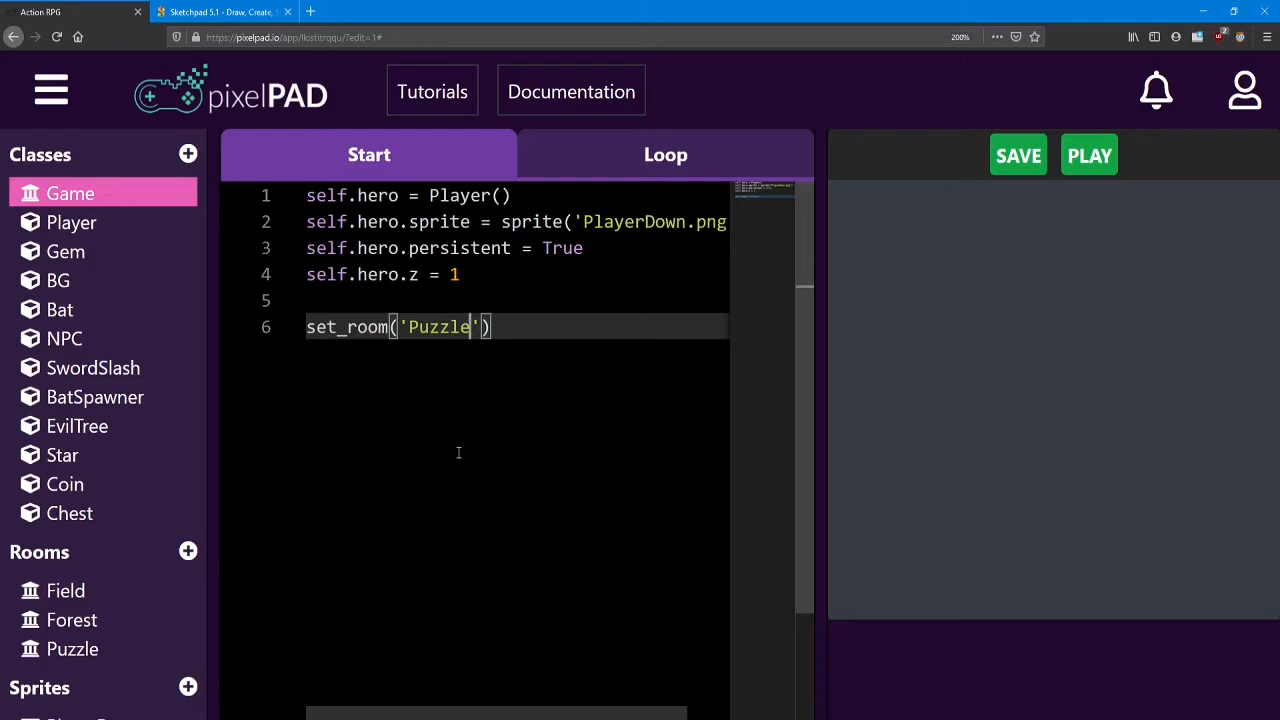 Action RPG
Sketchpad 5.1 - Draw, Create, S
https://pixelpad.io/app/lkistitrqqu/?edit=1#
200%
2
pixelPAD
Tutorials
Documentation
Classes
Game
Player
Gem
BG
Bat
NPC
SwordSlash
BatSpawner
EvilTree
Star
Coin
Chest
Rooms
Field
Forest
Puzzle
Sprites
Start
Loop
1 self.hero = Player()
2 self.hero.sprite = sprite('PlayerDown.png
3 self.hero.persistent = True
4 self.hero.z = 1
5
6 set_room('Puzzle')
SAVE
PLAY